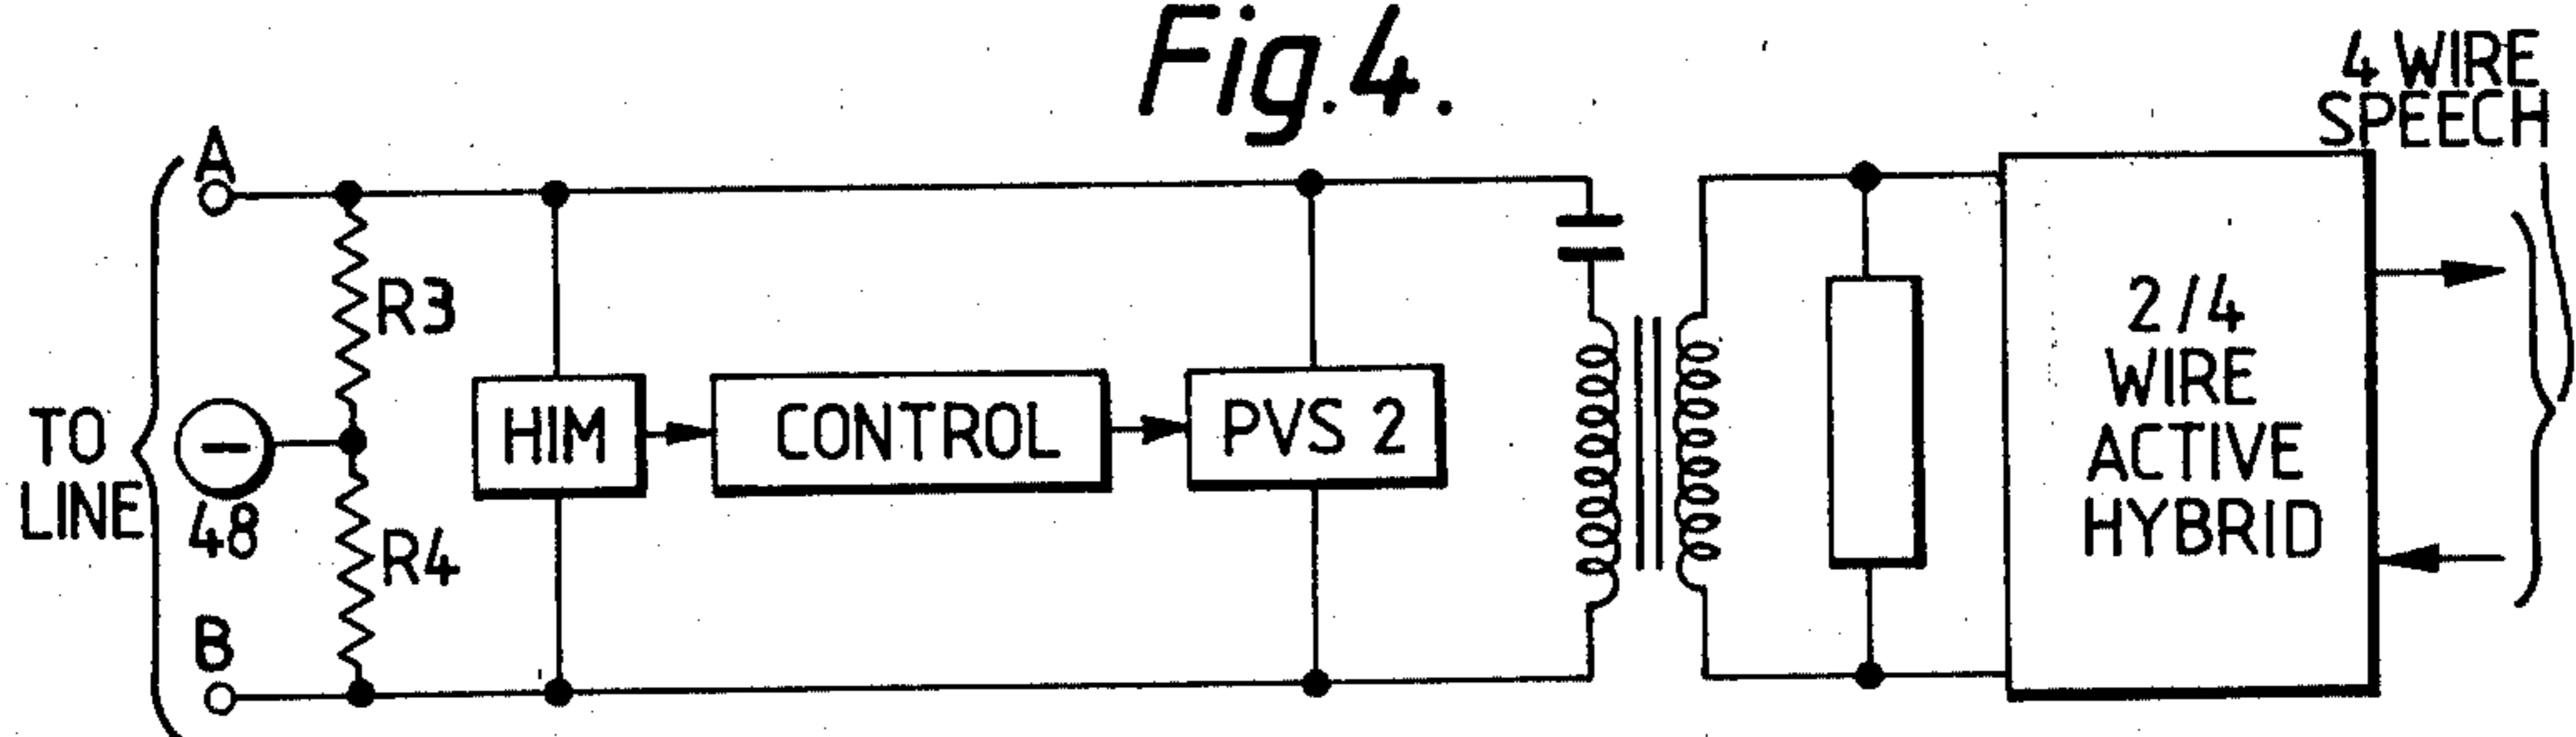 Fig.4.
4 WIRE
SPEECH
A
R3
TO
LINE
−
48
HIM
CONTROL
PVS 2
R4
B
2/4
WIRE
ACTIVE
HYBRID